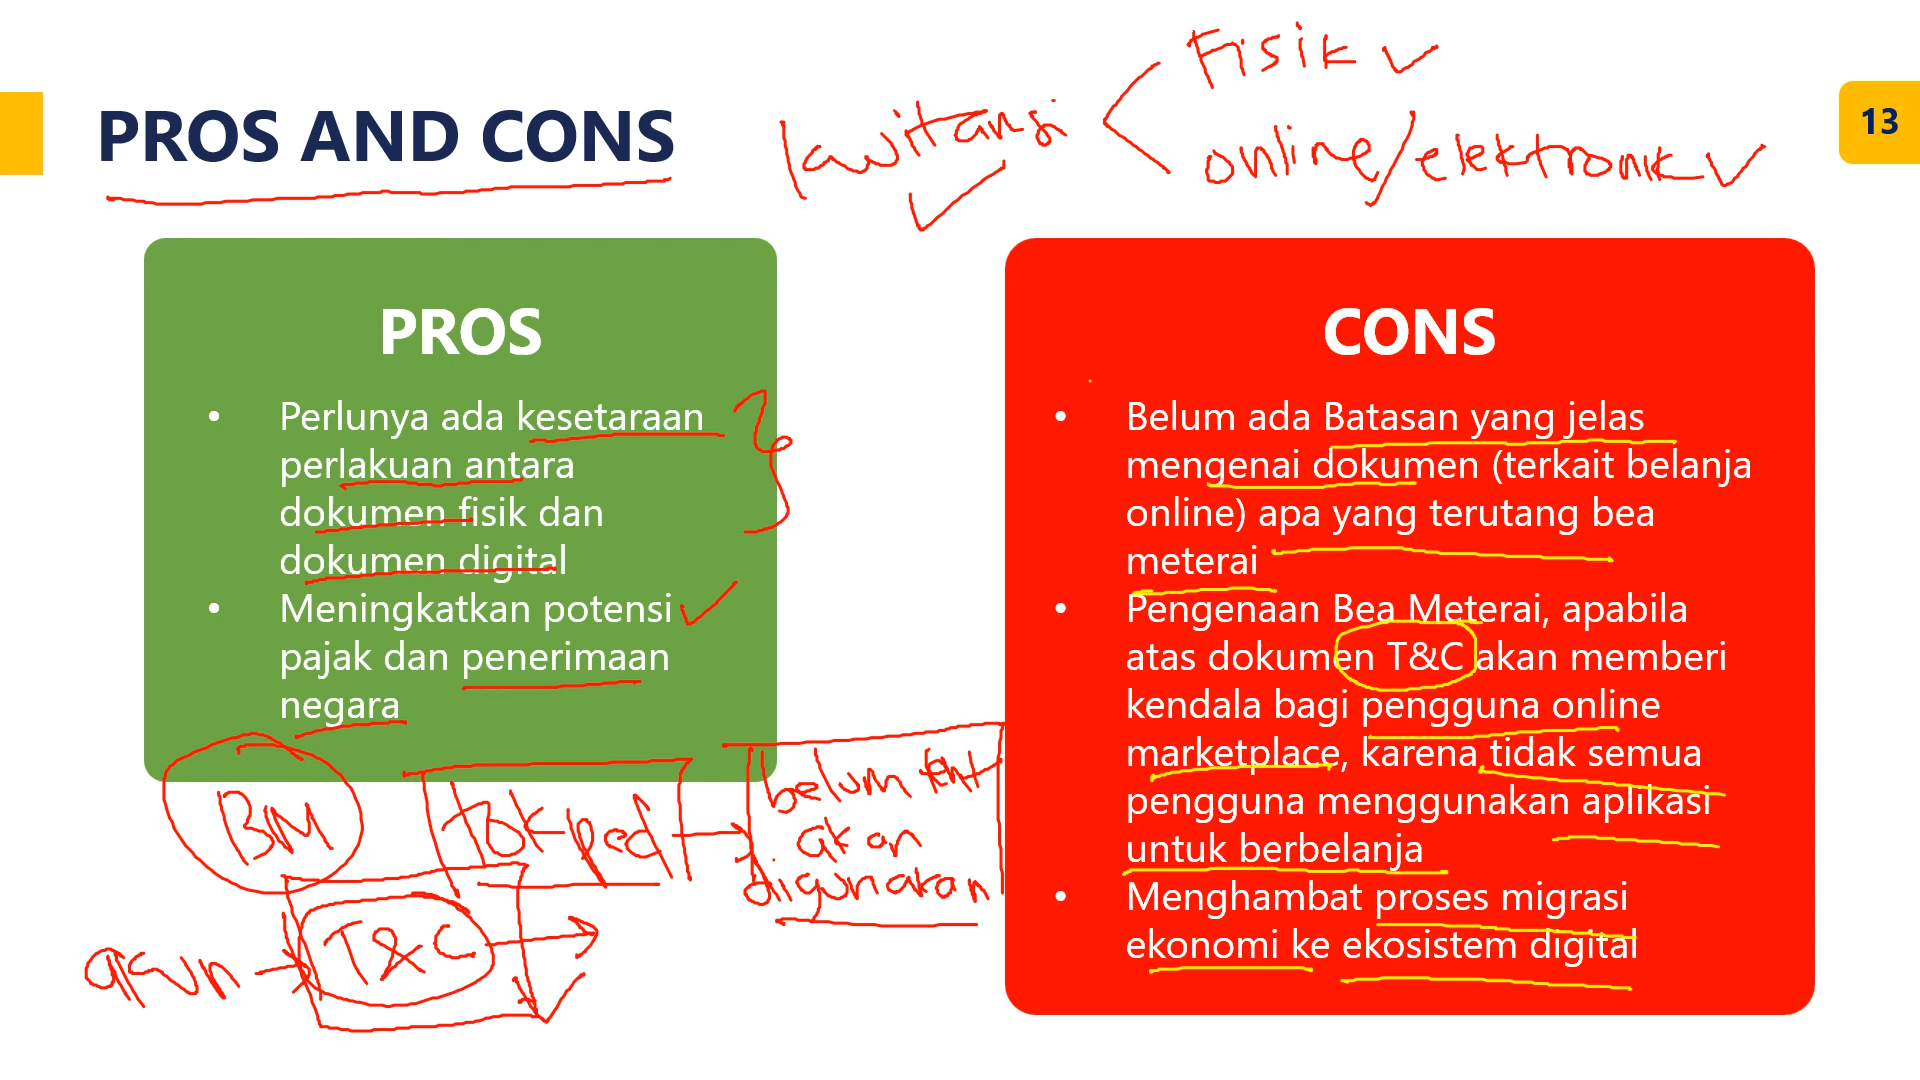 Fisik
13
PROS AND CONS
kwitansi
online/elektronik
PROS
Perlunya ada kesetaraan
perlakuan antara
dokumen fisik dan
dokumen digital
Meningkatkan potensi
pajak dan penerimaan
negara
CONS
Belum ada Batasan yang jelas
mengenai dokumen (terkait belanja
online) apa yang terutang bea
meterai
Pengenaan Bea Meterai, apabila
atas dokumen T&C akan memberi
kendala bagi pengguna online
marketplace, karena tidak semua
pengguna menggunakan aplikasi
untuk berbelanja
Menghambat proses migrasi
ekonomi ke ekosistem digital
BM
belum
akan
digunakan
akun
T&C